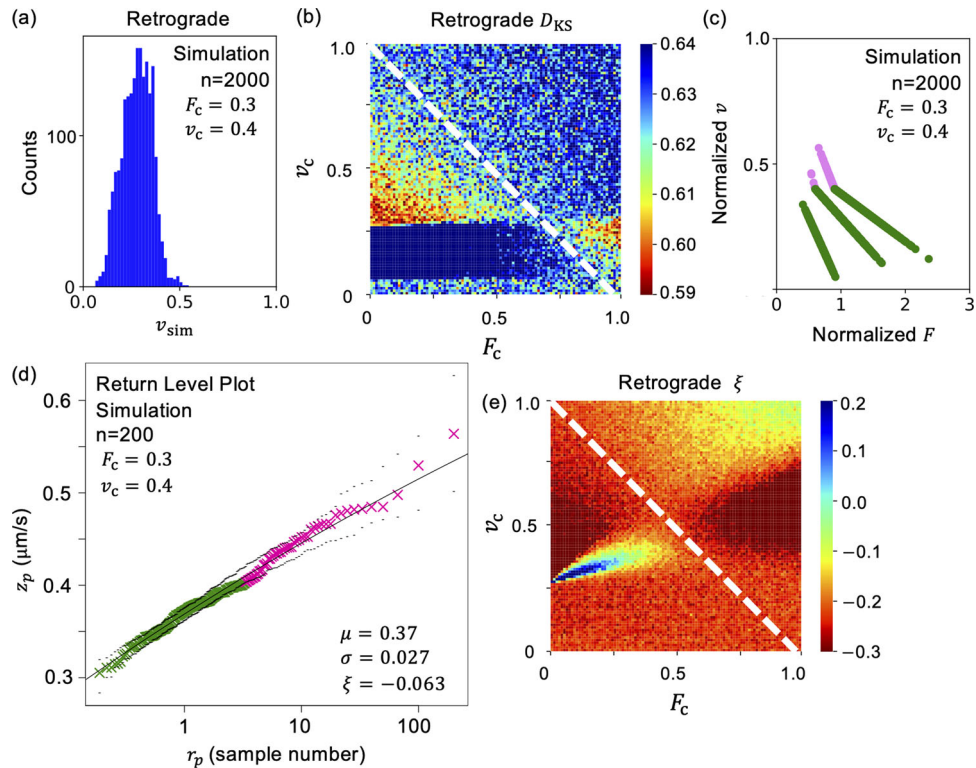 (a)
Retrograde
Simulation
n=2000
F_c = 0.3
v_c = 0.4
Counts
100
0
0
0.5
1.0
v_sim
(b)
Retrograde D_KS
1.0
0.5
0
v_c
0
0.5
1.0
F_c
0.64
0.63
0.62
0.61
0.60
0.59
(c)
Simulation
n=2000
F_c = 0.3
v_c = 0.4
Normalized v
1.0
0.5
0
0
1
2
3
Normalized F
(d)
Return Level Plot
Simulation
n=200
F_c = 0.3
v_c = 0.4
z_p (μm/s)
0.6
0.5
0.4
0.3
μ = 0.37
σ = 0.027
ξ = −0.063
1
10
100
r_p (sample number)
(e)
Retrograde ξ
1.0
0.5
0
v_c
0
0.5
1.0
F_c
0.2
0.1
0.0
−0.1
−0.2
−0.3